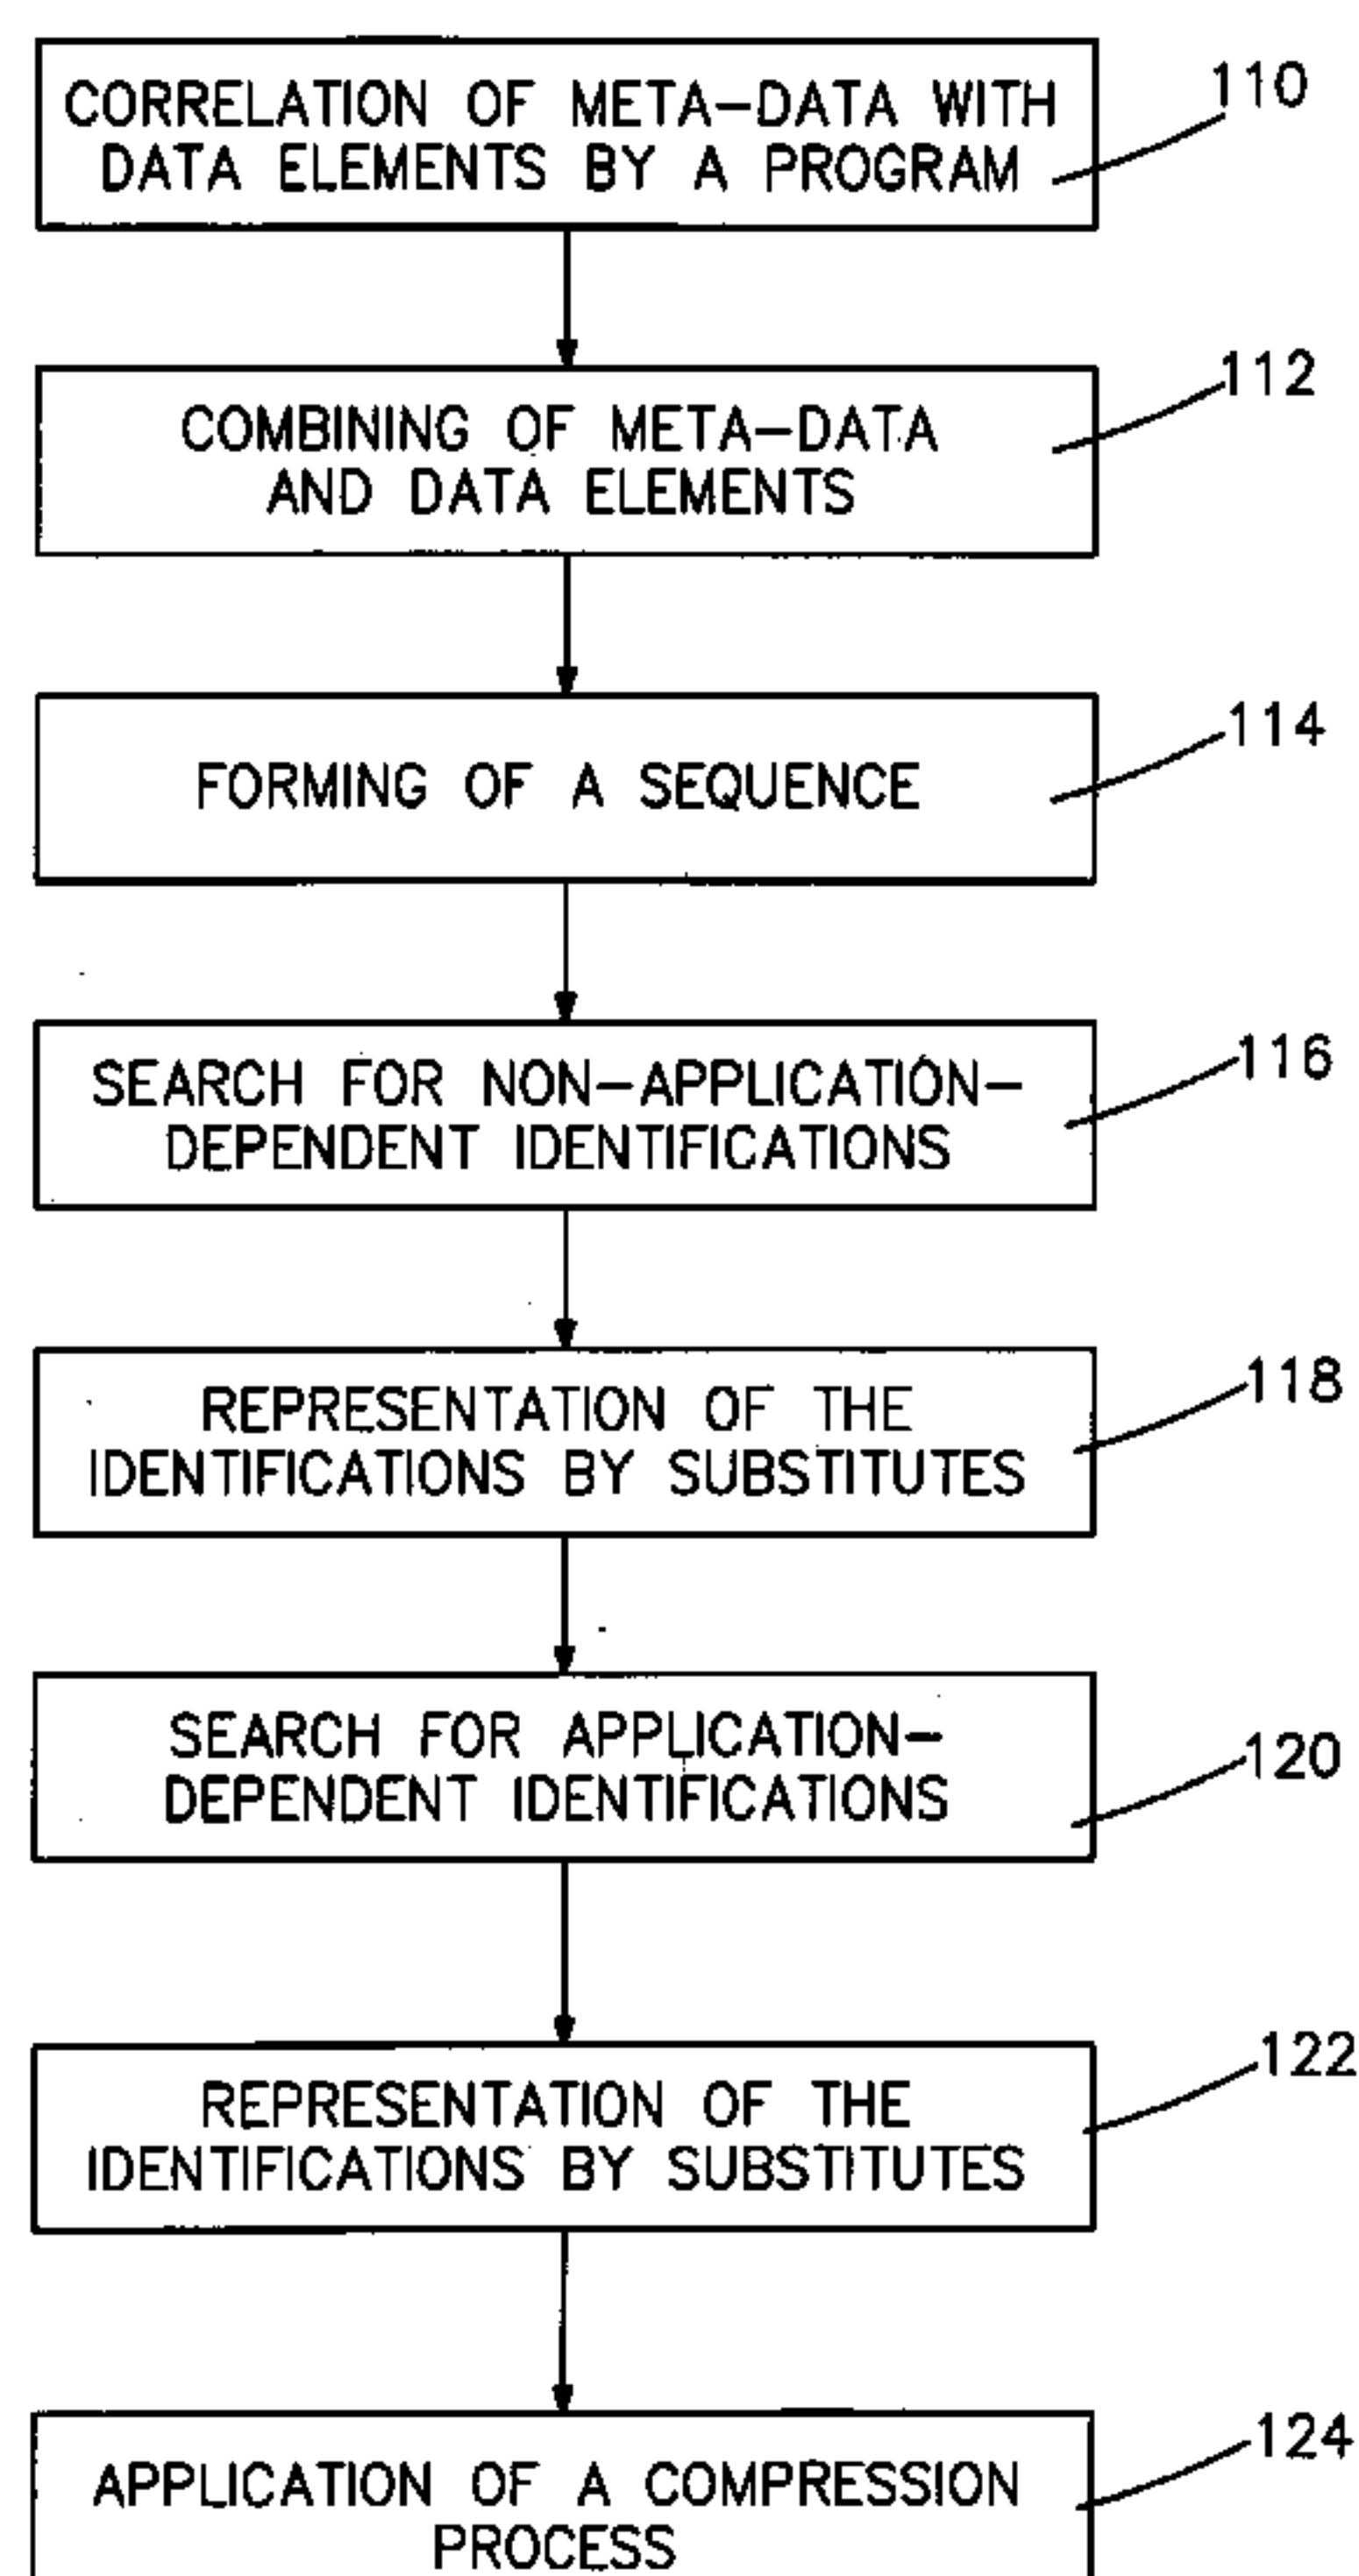 CORRELATION OF META-DATA WITH
DATA ELEMENTS BY A PROGRAM
110
COMBINING OF META-DATA
AND DATA ELEMENTS
112
FORMING OF A SEQUENCE
114
SEARCH FOR NON-APPLICATION-
DEPENDENT IDENTIFICATIONS
116
REPRESENTATION OF THE
IDENTIFICATIONS BY SUBSTITUTES
118
SEARCH FOR APPLICATION-
DEPENDENT IDENTIFICATIONS
120
REPRESENTATION OF THE
IDENTIFICATIONS BY SUBSTITUTES
122
APPLICATION OF A COMPRESSION
PROCESS
124